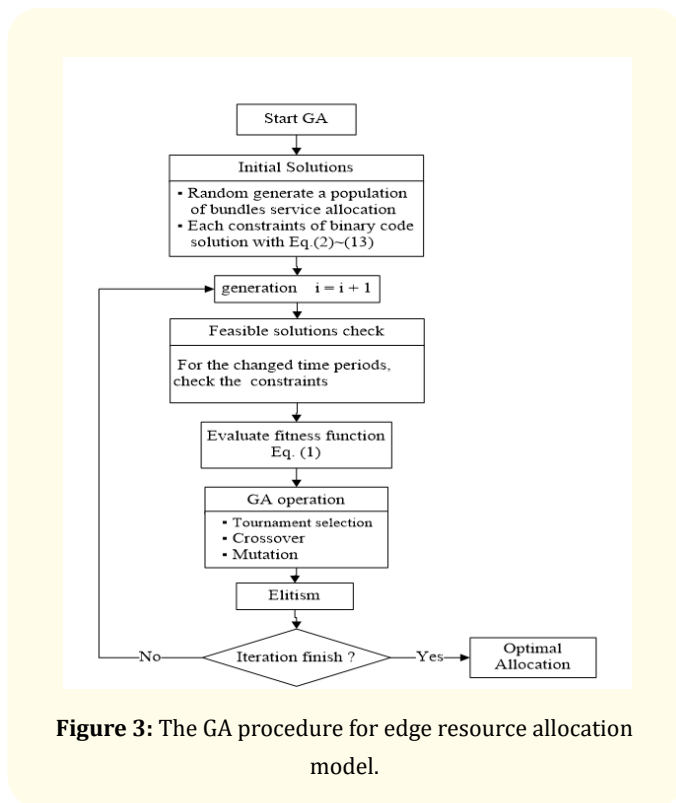 Start GA
Initial Solutions
▪ Random generate a population
of bundles service allocation
▪ Each constraints of binary code
solution with Eq.(2)~(13)
generation i = i + 1
Feasible solutions check
For the changed time periods,
check the constraints
Evaluate fitness function
Eq. (1)
GA operation
▪ Tournament selection
▪ Crossover
▪ Mutation
Elitism
No
Iteration finish ?
Yes
Optimal
Allocation
Figure 3: The GA procedure for edge resource allocation
model.